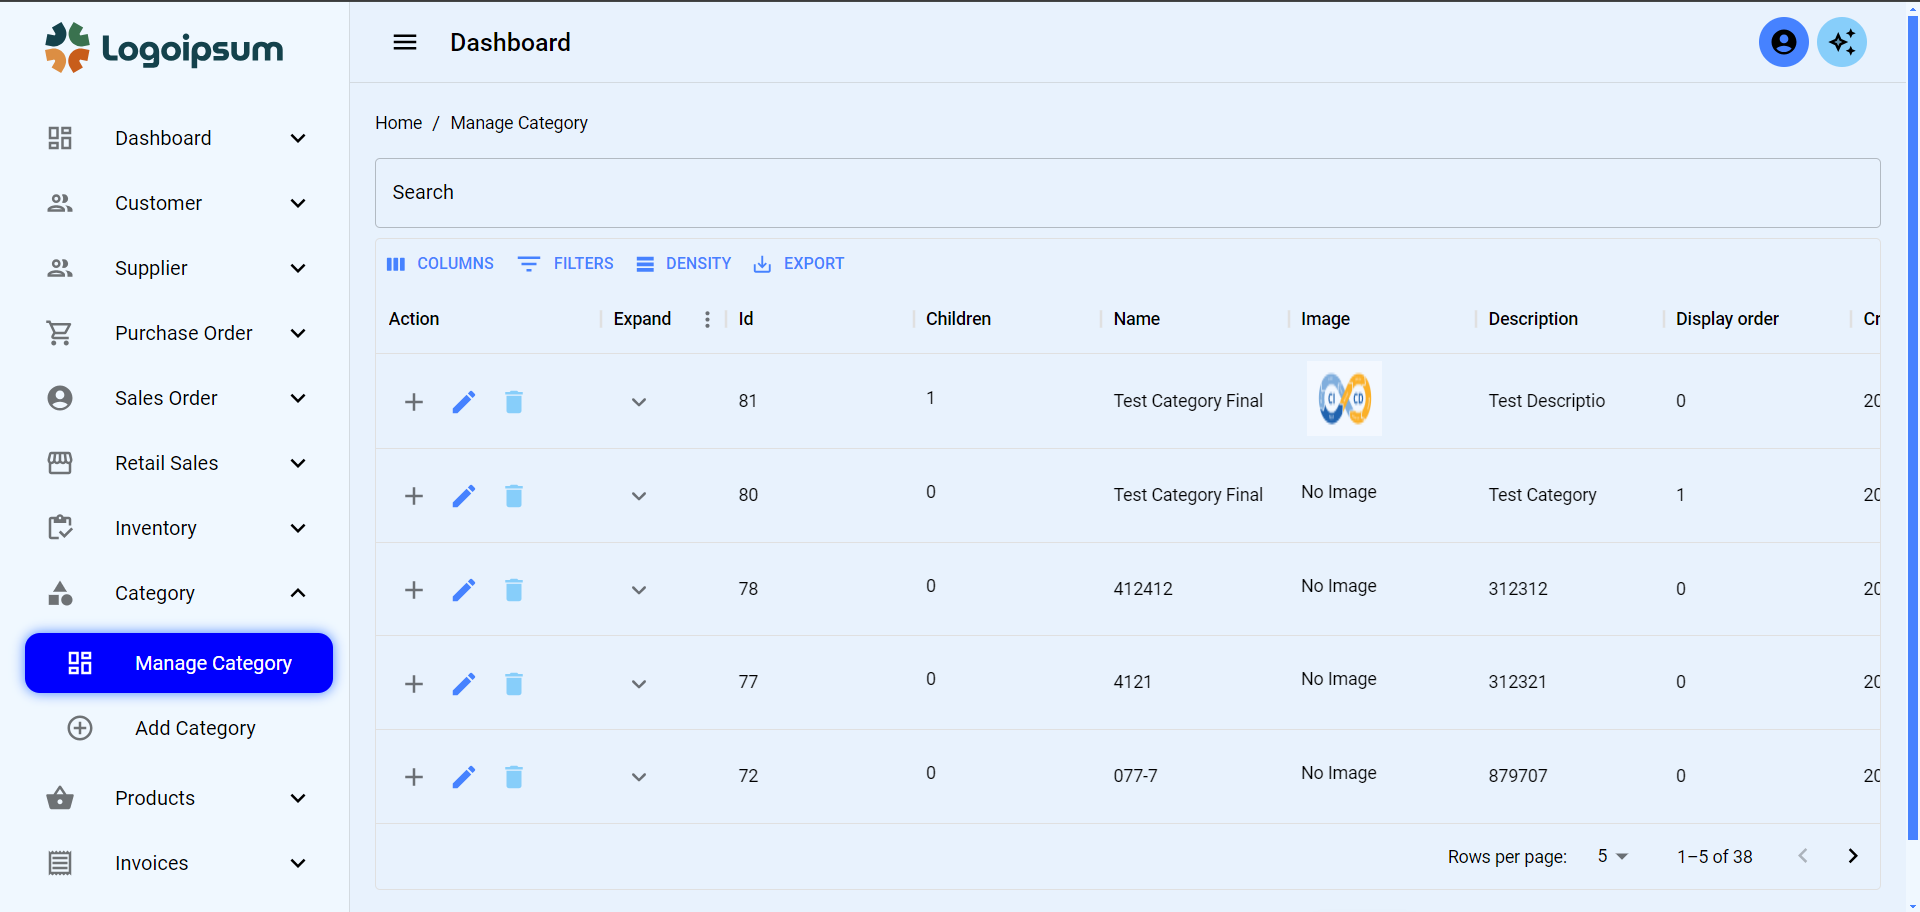 Logoipsum
Dashboard
Dashboard
Customer
Supplier
Purchase Order
Sales Order
Retail Sales
Inventory
Category
Manage Category
Add Category
Products
Invoices
Home / Manage Category
Search
COLUMNS FILTERS DENSITY EXPORT
Action Expand Id Children Name Image Description Display order Cr
81 1 Test Category Final CI CD Test Descriptio 0 20
80 0 Test Category Final No Image Test Category 1 20
78 0 412412 No Image 312312 0 20
77 0 4121 No Image 312321 0 20
72 0 077-7 No Image 879707 0 20
Rows per page: 5 1–5 of 38